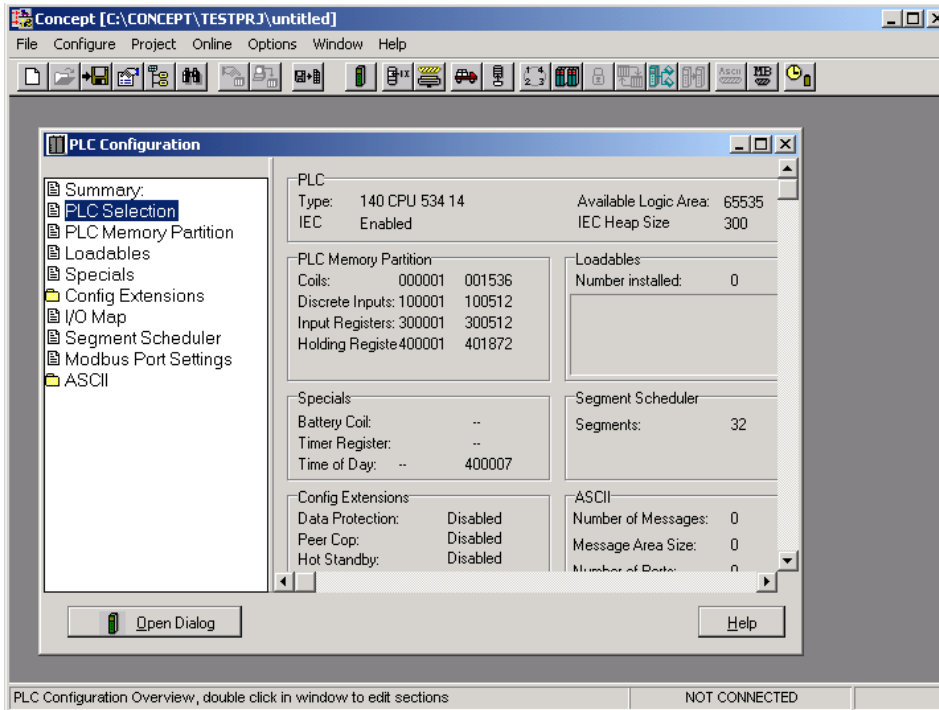 Concept [C:\CONCEPT\TESTPRJ\untitled]
File Configure Project Online Options Window Help
PLC Configuration
Summary:
PLC Selection
PLC Memory Partition
Loadables
Specials
Config Extensions
I/O Map
Segment Scheduler
Modbus Port Settings
ASCII
PLC
Type: 140 CPU 534 14 Available Logic Area: 65535
IEC Enabled IEC Heap Size 300
PLC Memory Partition
Coils: 000001 001536
Discrete Inputs: 100001 100512
Input Registers: 300001 300512
Holding Registe 400001 401872
Loadables
Number installed: 0
Specials
Battery Coil: --
Timer Register: --
Time of Day: -- 400007
Segment Scheduler
Segments: 32
Config Extensions
Data Protection: Disabled
Peer Cop: Disabled
Hot Standby: Disabled
ASCII
Number of Messages: 0
Message Area Size: 0
Number of Ports: 0
Open Dialog
Help
PLC Configuration Overview, double click in window to edit sections NOT CONNECTED